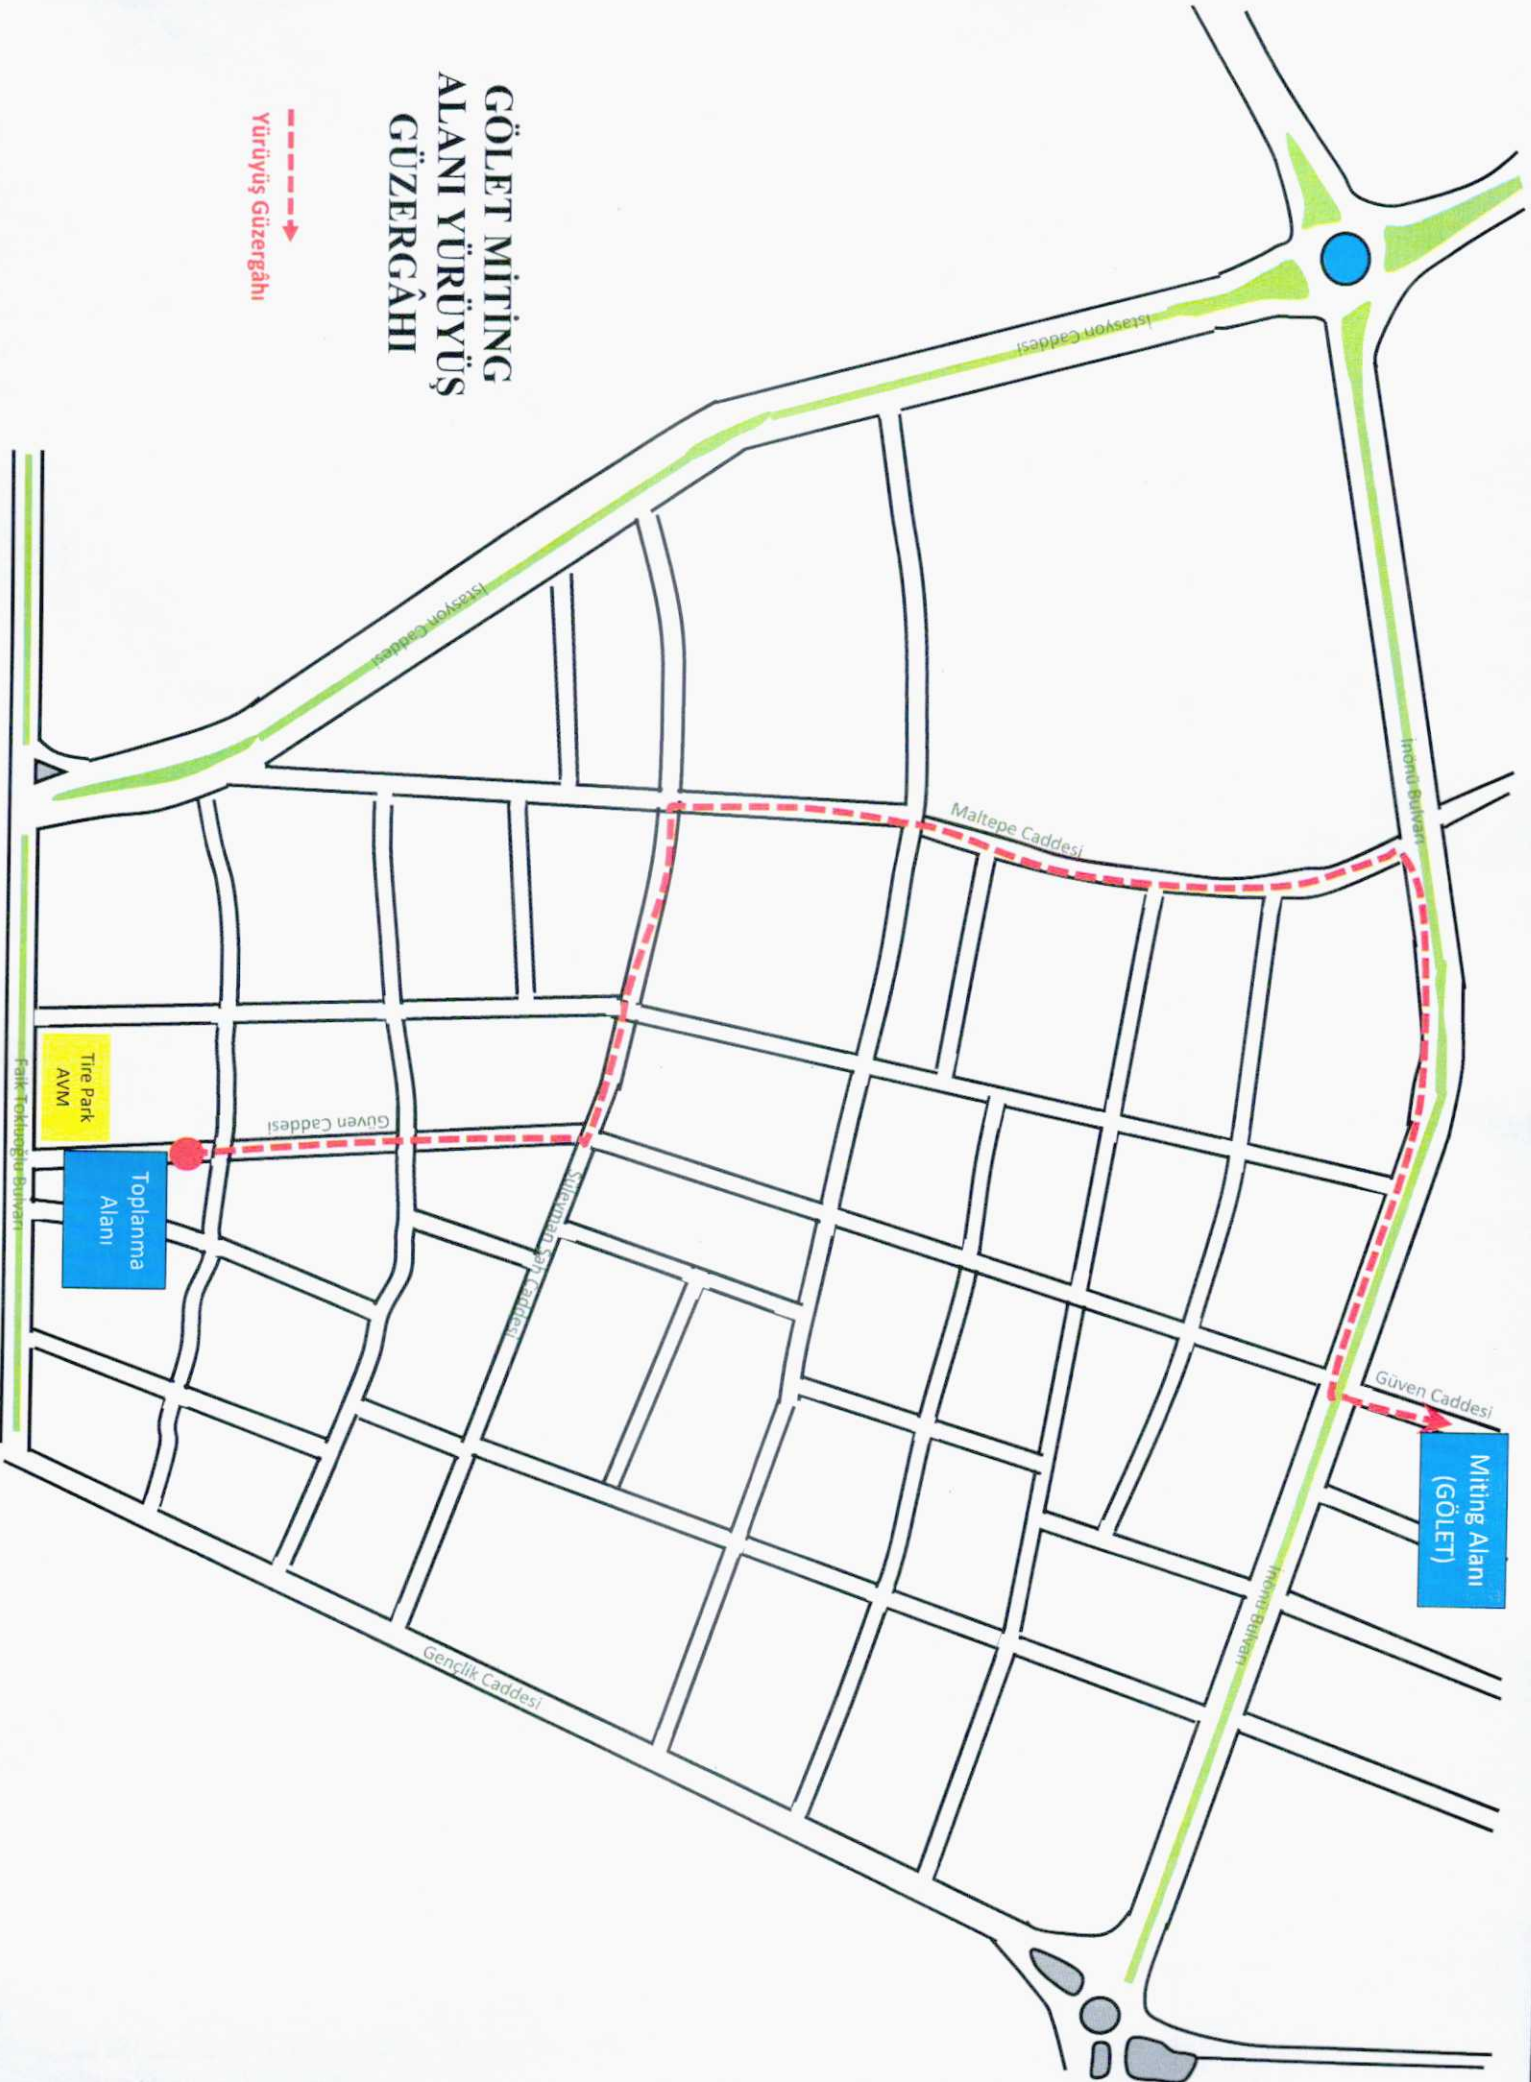 GÖLET MİTİNG
ALANI YÜRÜYÜŞ
GÜZERGÂHI
Yürüyüş Güzergâhı
İstasyon Caddesi
İstasyon Caddesi
İnönü Bulvarı
Maltepe Caddesi
Güven Caddesi
Miting Alanı
(GÖLET)
İnönü Bulvarı
Süleyman Şah Caddesi
Güven Caddesi
Tire Park
AVM
Toplanma
Alanı
Faik Tokluoğlu Bulvarı
Gençlik Caddesi